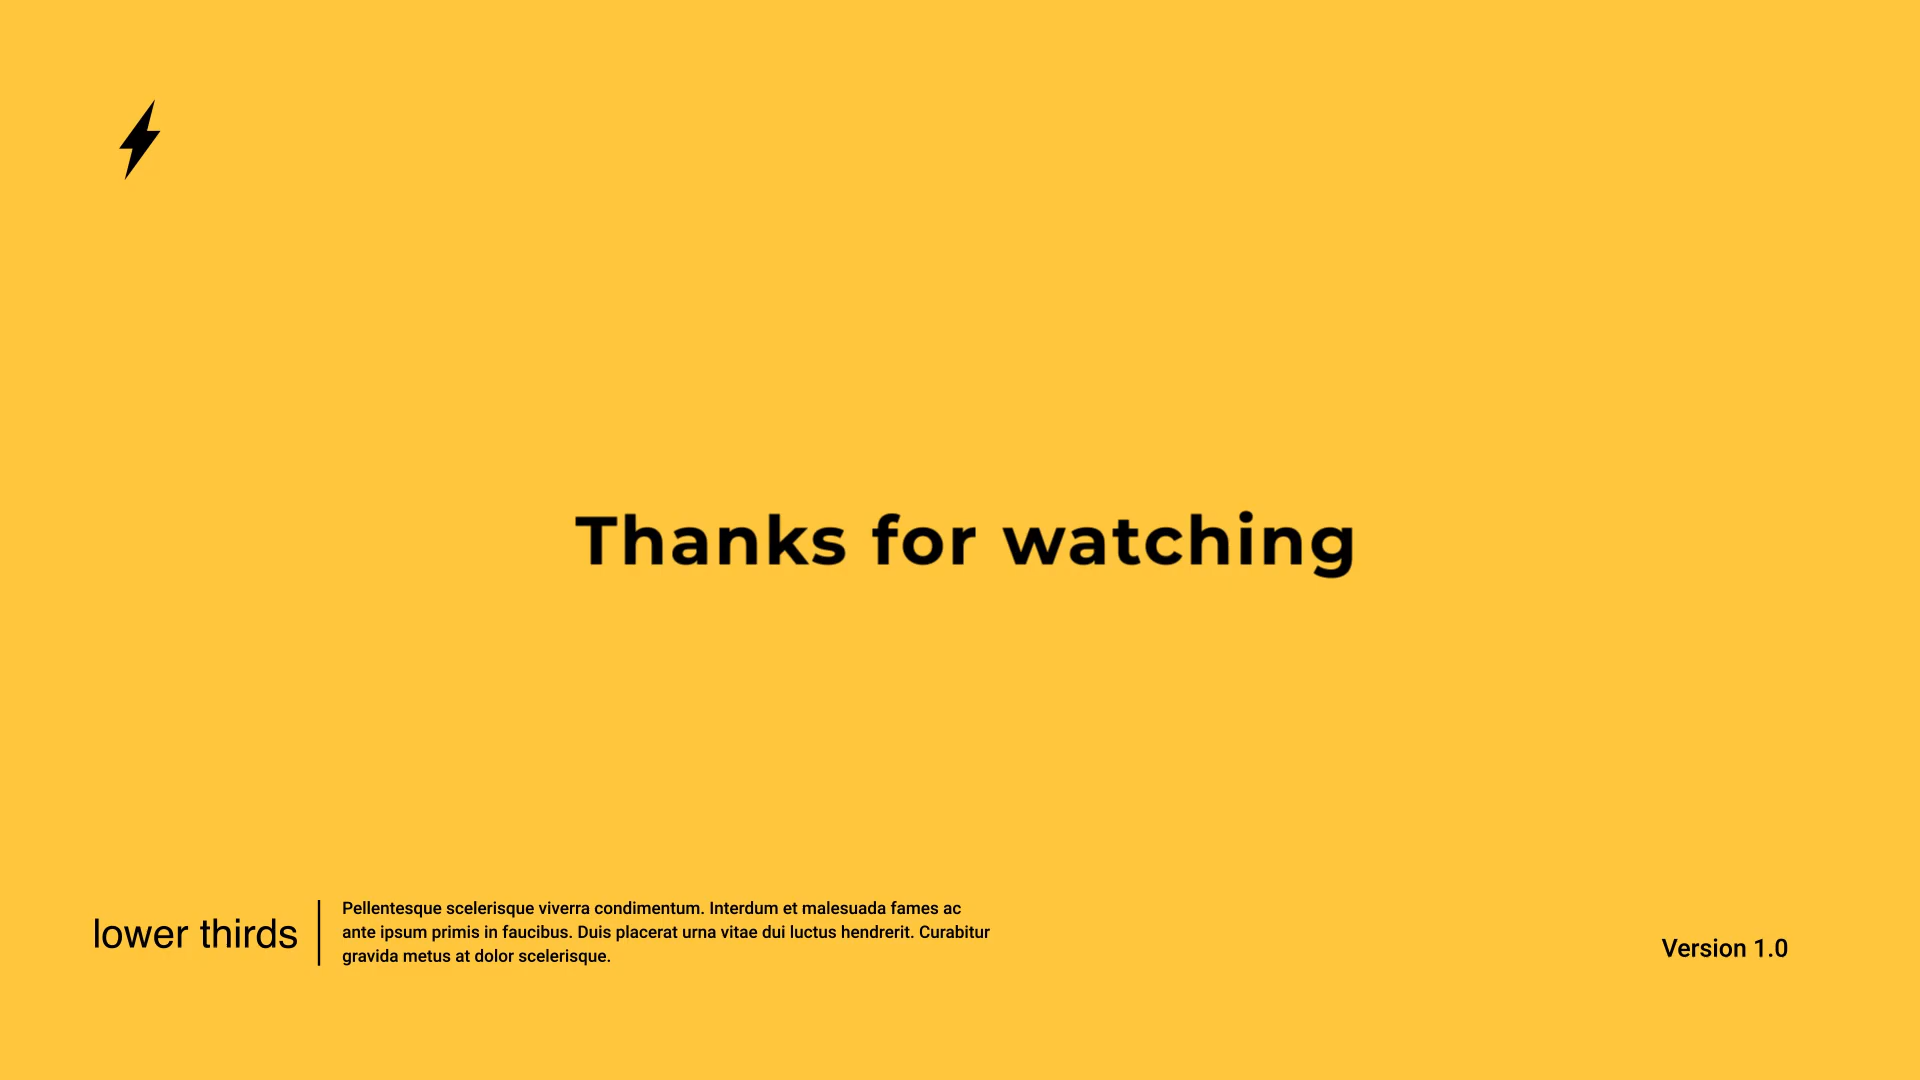 Thanks for watching
lower thirds
Pellentesque scelerisque viverra condimentum. Interdum et malesuada fames ac
ante ipsum primis in faucibus. Duis placerat urna vitae dui luctus hendrerit. Curabitur
gravida metus at dolor scelerisque.
Version 1.0